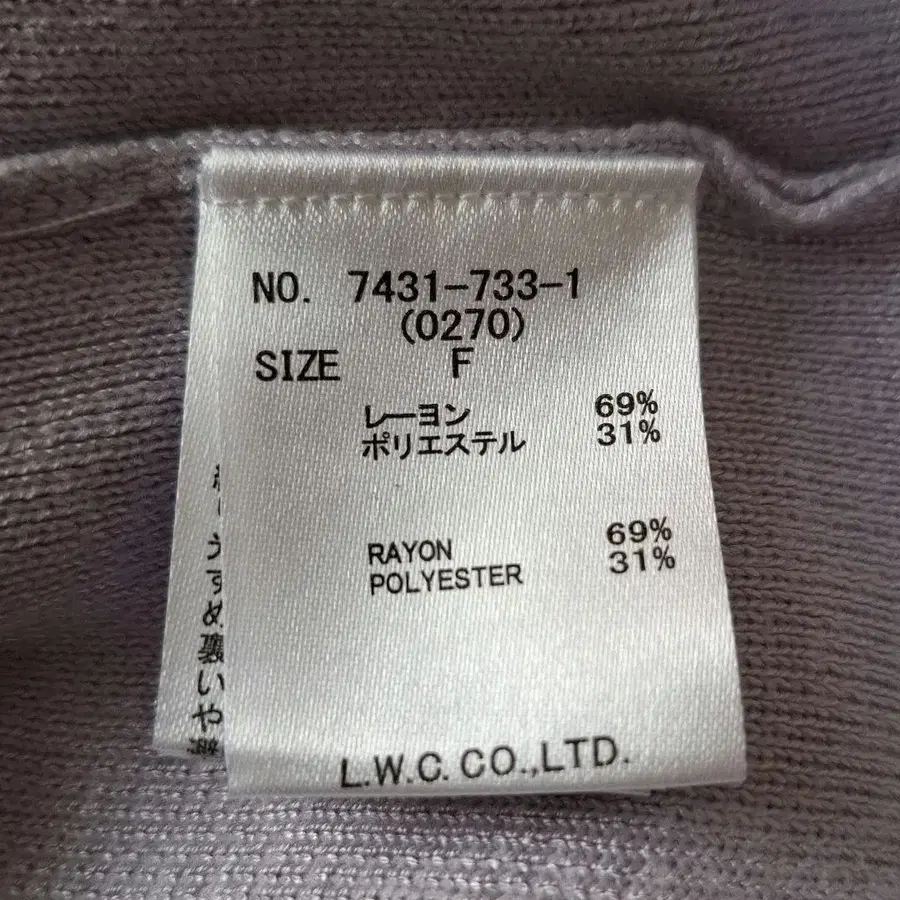 NO. 7431-733-1
(0270)
SIZE F
レーヨン 69%
ポリエステル 31%
RAYON 69%
POLYESTER 31%
L.W.C. CO.,LTD.